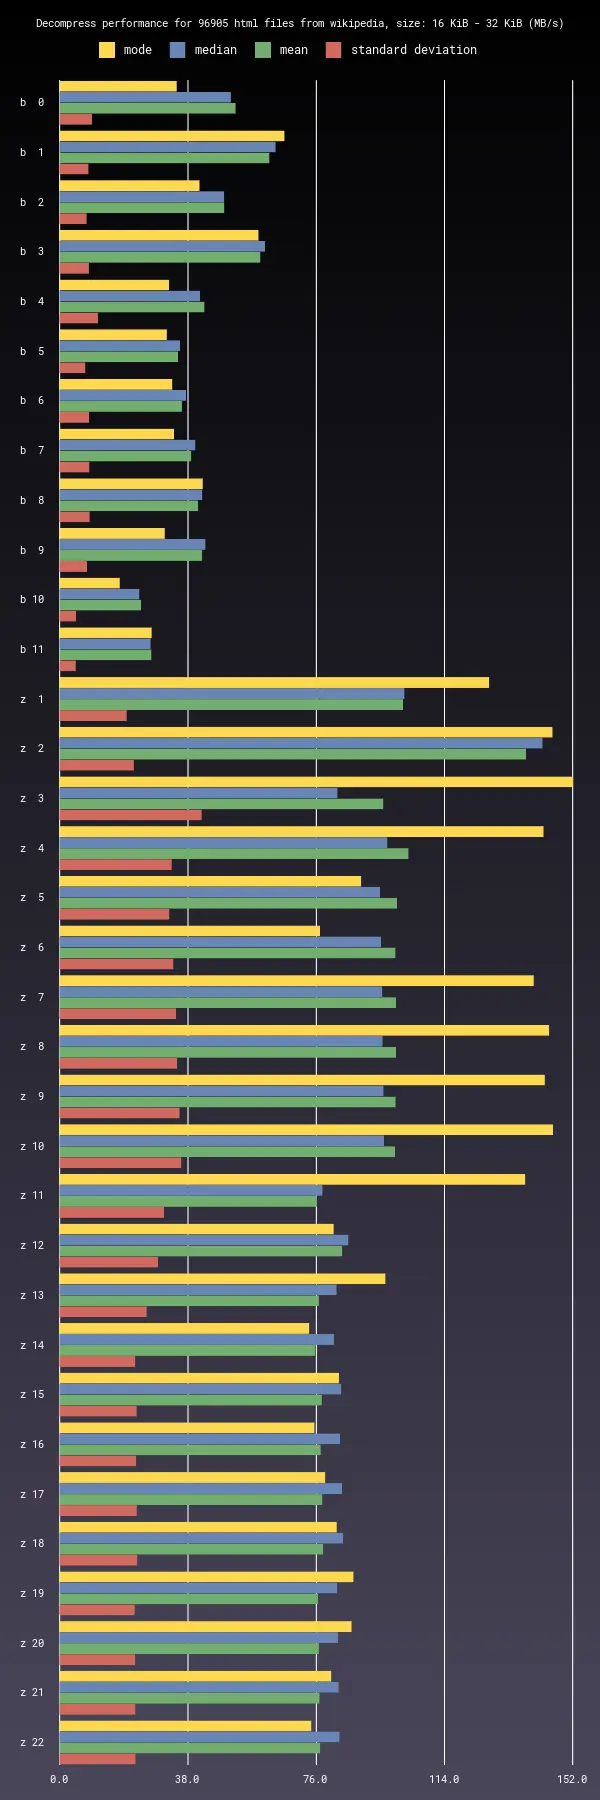 Decompress performance for 96905 html files from wikipedia, size: 16 KiB - 32 KiB (MB/s)
mode median mean standard deviation
b 0
b 1
b 2
b 3
b 4
b 5
b 6
b 7
b 8
b 9
b 10
b 11
z 1
z 2
z 3
z 4
z 5
z 6
z 7
z 8
z 9
z 10
z 11
z 12
z 13
z 14
z 15
z 16
z 17
z 18
z 19
z 20
z 21
z 22
0.0 38.0 76.0 114.0 152.0